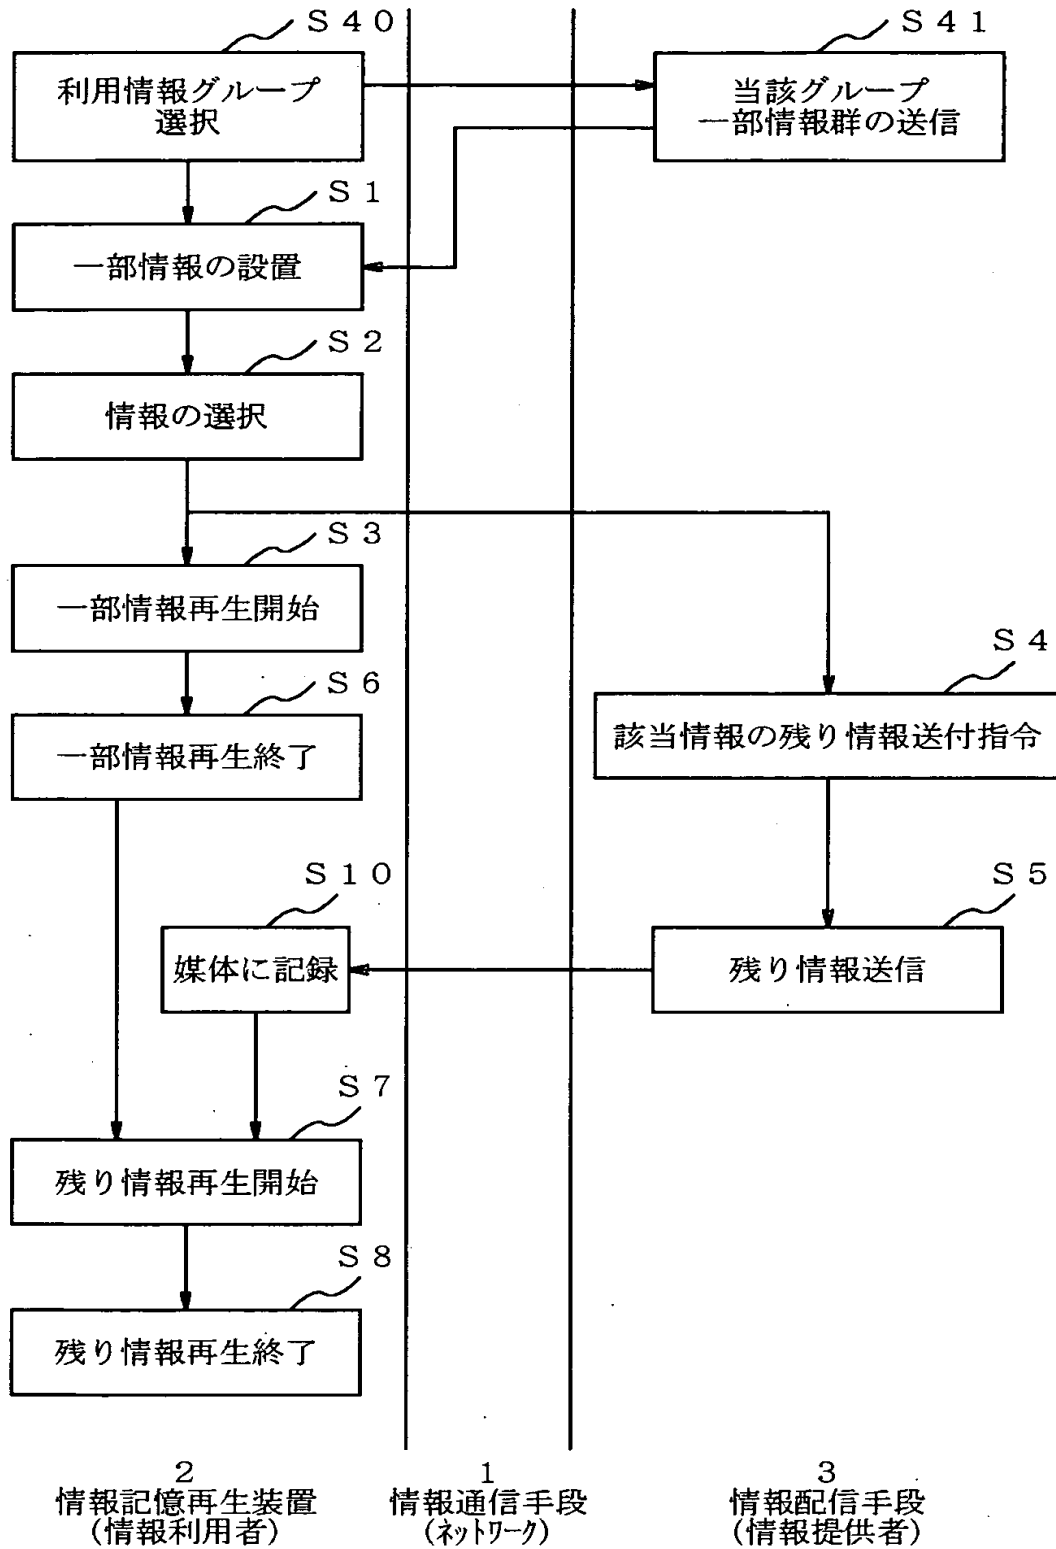 Ｓ４０
利用情報グループ
選択
Ｓ４１
当該グループ
一部情報群の送信
Ｓ１
一部情報の設置
Ｓ２
情報の選択
Ｓ３
一部情報再生開始
Ｓ４
該当情報の残り情報送付指令
Ｓ６
一部情報再生終了
Ｓ１０
媒体に記録
Ｓ５
残り情報送信
Ｓ７
残り情報再生開始
Ｓ８
残り情報再生終了
２
情報記憶再生装置
(情報利用者)
１
情報通信手段
(ﾈｯﾄﾜｰｸ)
３
情報配信手段
(情報提供者)